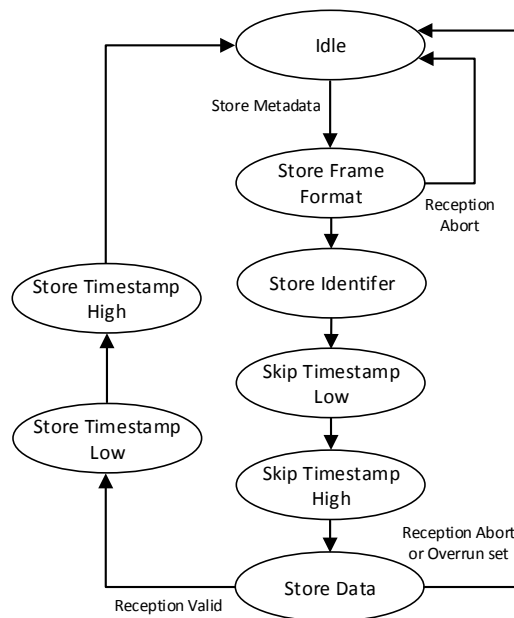 Idle
Store Metadata
Store Frame
Format
Reception
Abort
Store Identifer
Store Timestamp
High
Skip Timestamp
Low
Store Timestamp
Low
Skip Timestamp
High
Reception Abort
or Overrun set
Store Data
Reception Valid